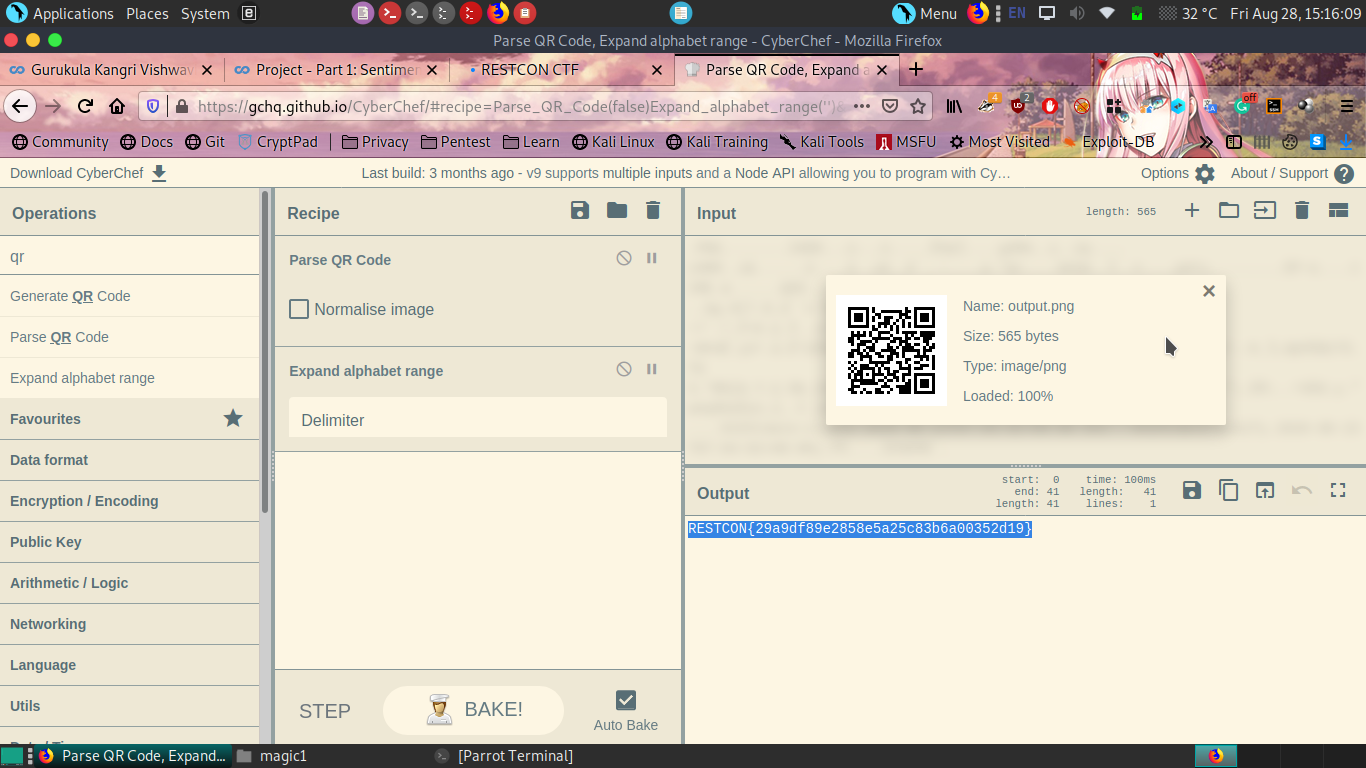 Applications Places System Menu EN 32 °C Fri Aug 28, 15:16:09
Parse QR Code, Expand alphabet range - CyberChef - Mozilla Firefox
Gurukula Kangri Vishwav
Project - Part 1: Sentimen
RESTCON CTF
Parse QR Code, Expand a
https://gchq.github.io/CyberChef/#recipe=Parse_QR_Code(false)Expand_alphabet_range('')&
4 2 off
Community Docs Git CryptPad Privacy Pentest Learn Kali Linux Kali Training Kali Tools MSFU Most Visited Exploit-DB
Download CyberChef
Last build: 3 months ago - v9 supports multiple inputs and a Node API allowing you to program with Cy…
Options
About / Support
Operations
qr
Generate QR Code
Parse QR Code
Expand alphabet range
Favourites
Data format
Encryption / Encoding
Public Key
Arithmetic / Logic
Networking
Language
Utils
Recipe
Parse QR Code
Normalise image
Expand alphabet range
Delimiter
STEP
BAKE!
Auto Bake
Input
length: 565
Name: output.png
Size: 565 bytes
Type: image/png
Loaded: 100%
Output
start: 0 time: 100ms
end: 41 length: 41
length: 41 lines: 1
RESTCON{29a9df89e2858e5a25c83b6a00352d19}
Parse QR Code, Expand...
magic1
[Parrot Terminal]